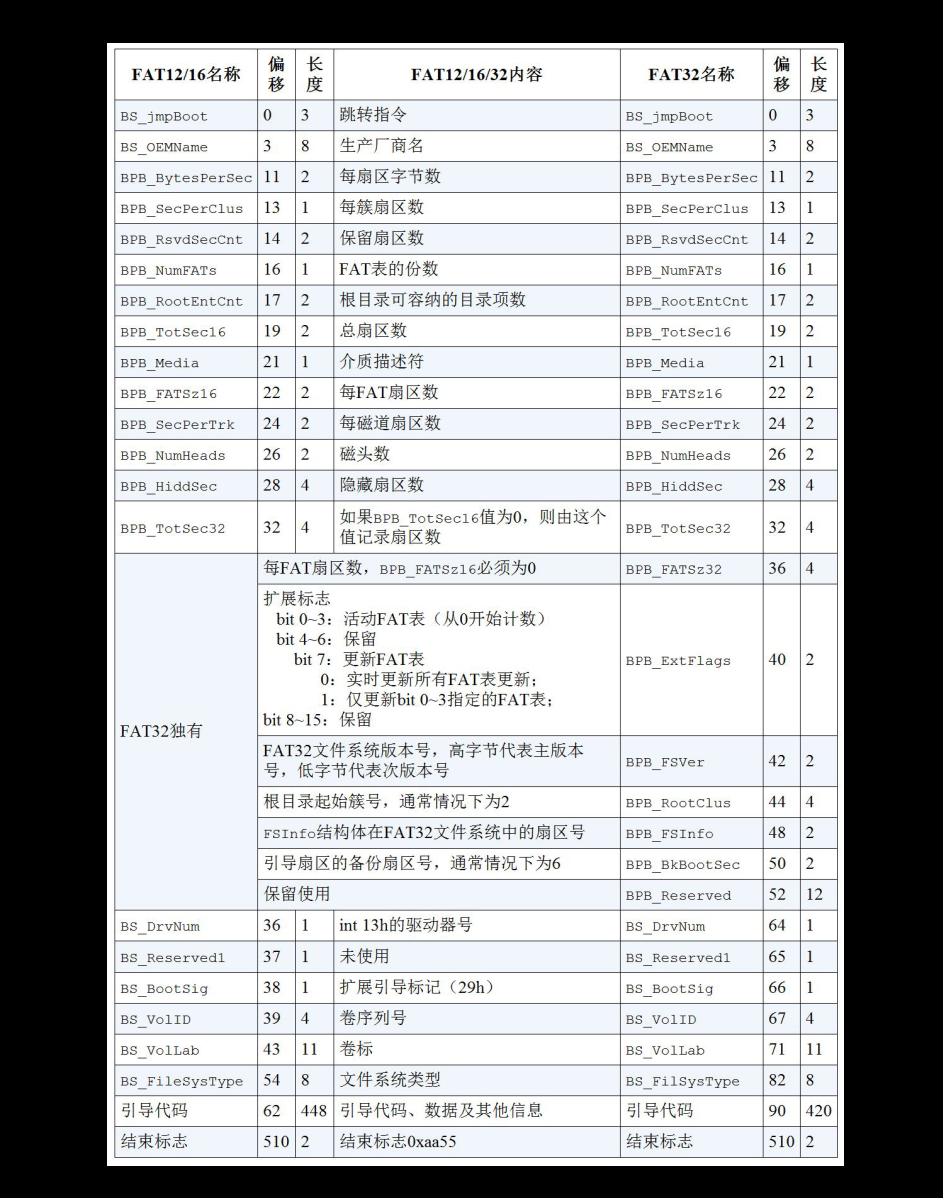 FAT12/16名称 偏移 长度 FAT12/16/32内容 FAT32名称 偏移 长度
BS_jmpBoot 0 3 跳转指令 BS_jmpBoot 0 3
BS_OEMName 3 8 生产厂商名 BS_OEMName 3 8
BPB_BytesPerSec 11 2 每扇区字节数 BPB_BytesPerSec 11 2
BPB_SecPerClus 13 1 每簇扇区数 BPB_SecPerClus 13 1
BPB_RsvdSecCnt 14 2 保留扇区数 BPB_RsvdSecCnt 14 2
BPB_NumFATs 16 1 FAT表的份数 BPB_NumFATs 16 1
BPB_RootEntCnt 17 2 根目录可容纳的目录项数 BPB_RootEntCnt 17 2
BPB_TotSec16 19 2 总扇区数 BPB_TotSec16 19 2
BPB_Media 21 1 介质描述符 BPB_Media 21 1
BPB_FATSz16 22 2 每FAT扇区数 BPB_FATSz16 22 2
BPB_SecPerTrk 24 2 每磁道扇区数 BPB_SecPerTrk 24 2
BPB_NumHeads 26 2 磁头数 BPB_NumHeads 26 2
BPB_HiddSec 28 4 隐藏扇区数 BPB_HiddSec 28 4
BPB_TotSec32 32 4 如果BPB_TotSec16值为0，则由这个
值记录扇区数 BPB_TotSec32 32 4
FAT32独有
每FAT扇区数，BPB_FATSz16必须为0 BPB_FATSz32 36 4
扩展标志
bit 0~3：活动FAT表（从0开始计数）
bit 4~6：保留
bit 7：更新FAT表
0：实时更新所有FAT表更新；
1：仅更新bit 0~3指定的FAT表；
bit 8~15：保留
BPB_ExtFlags 40 2
FAT32文件系统版本号，高字节代表主版本
号，低字节代表次版本号 BPB_FSVer 42 2
根目录起始簇号，通常情况下为2 BPB_RootClus 44 4
FSInfo结构体在FAT32文件系统中的扇区号 BPB_FSInfo 48 2
引导扇区的备份扇区号，通常情况下为6 BPB_BkBootSec 50 2
保留使用 BPB_Reserved 52 12
BS_DrvNum 36 1 int 13h的驱动器号 BS_DrvNum 64 1
BS_Reserved1 37 1 未使用 BS_Reserved1 65 1
BS_BootSig 38 1 扩展引导标记（29h） BS_BootSig 66 1
BS_VolID 39 4 卷序列号 BS_VolID 67 4
BS_VolLab 43 11 卷标 BS_VolLab 71 11
BS_FileSysType 54 8 文件系统类型 BS_FilSysType 82 8
引导代码 62 448 引导代码、数据及其他信息 引导代码 90 420
结束标志 510 2 结束标志0xaa55 结束标志 510 2